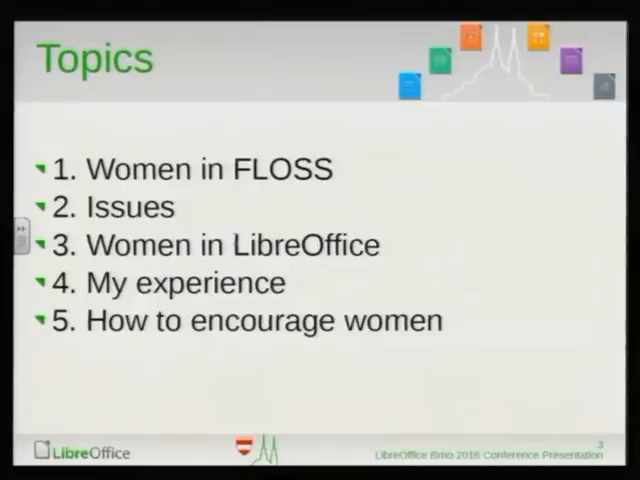 Topics
1. Women in FLOSS
2. Issues
3. Women in LibreOffice
4. My experience
5. How to encourage women
LibreOffice
3
LibreOffice Brno 2016 Conference Presentation